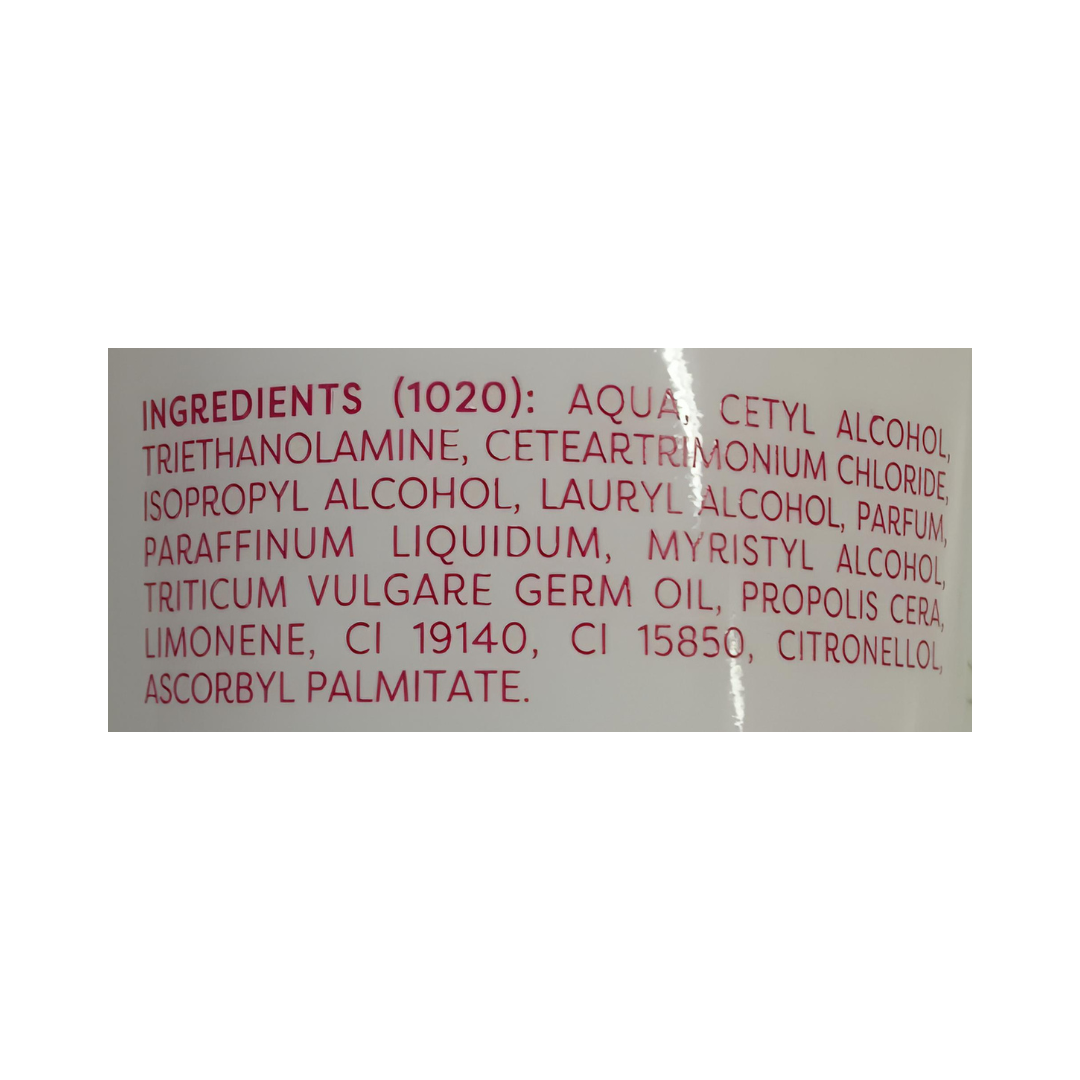 INGREDIENTS (1020): AQUA, CETYL ALCOHOL,
TRIETHANOLAMINE, CETEARTRIMONIUM CHLORIDE,
ISOPROPYL ALCOHOL, LAURYL ALCOHOL, PARFUM,
PARAFFINUM LIQUIDUM, MYRISTYL ALCOHOL,
TRITICUM VULGARE GERM OIL, PROPOLIS CERA,
LIMONENE, CI 19140, CI 15850, CITRONELLOL,
ASCORBYL PALMITATE.